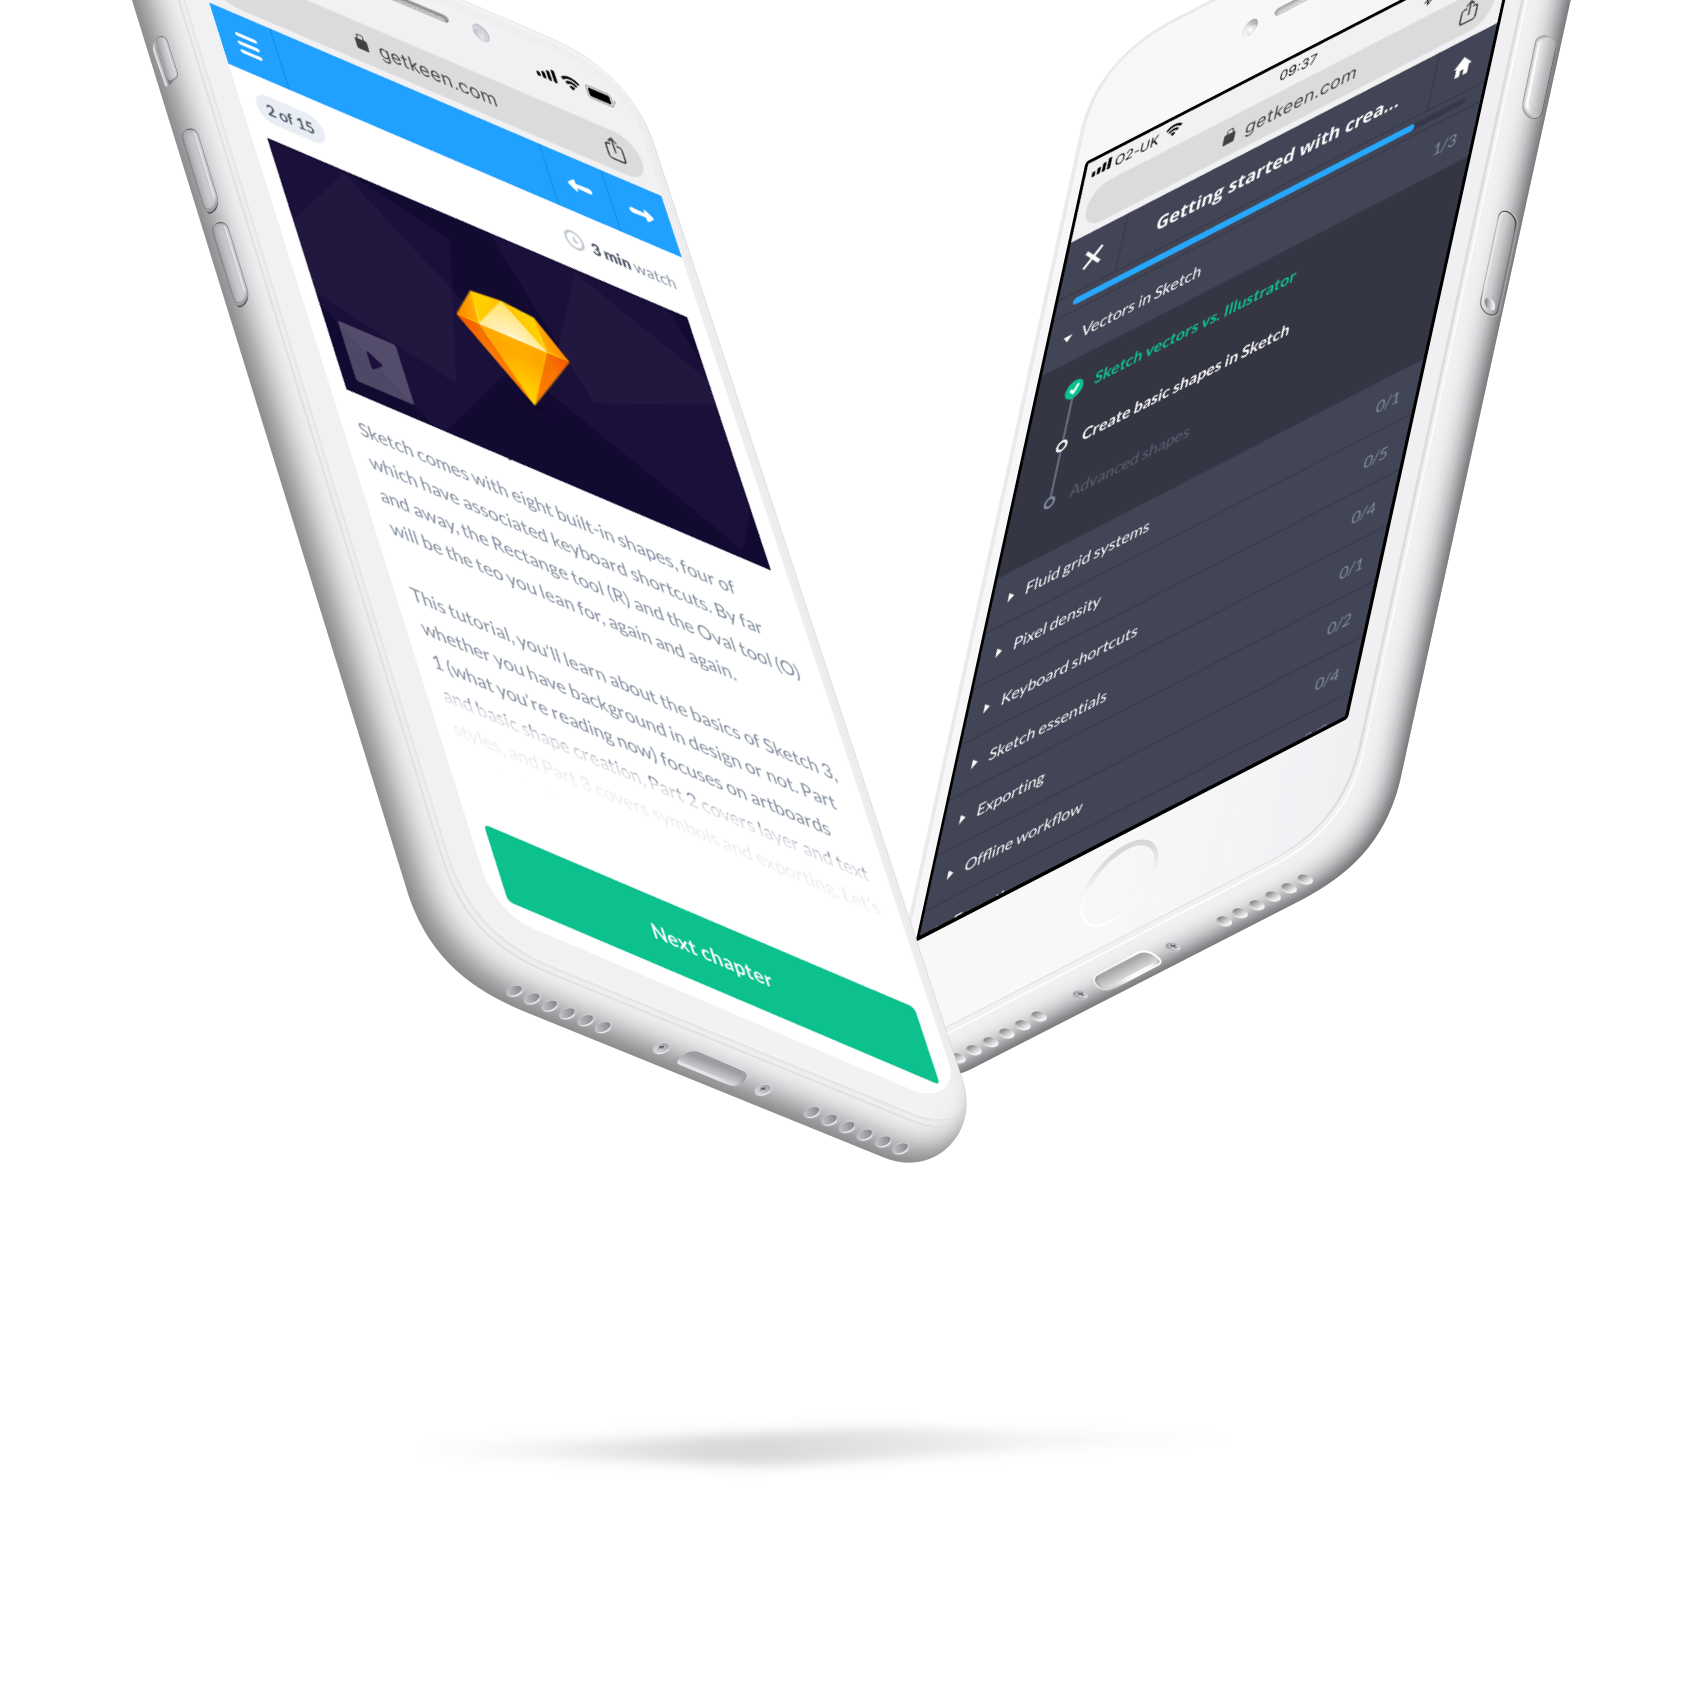 getkeen.com
2 of 15
3 min watch
Sketch comes with eight built-in shapes, four of
which have associated keyboard shortcuts. By far
and away, the Rectange tool (R) and the Oval tool (O)
will be the teo you lean for, again and again.
This tutorial, you'll learn about the basics of Sketch 3,
whether you have background in design or not. Part
1 (what you're reading now) focuses on artboards
and basic shape creation, Part 2 covers layer and text
styles, and Part 3 covers symbols and exporting. Let's
Next chapter
O2-UK 09:37
getkeen.com
Getting started with crea...
Vectors in Sketch 1/3
Sketch vectors vs. Illustrator
Create basic shapes in Sketch
Advanced shapes
Fluid grid systems 0/1
Pixel density 0/5
Keyboard shortcuts 0/4
Sketch essentials 0/1
Exporting 0/2
Offline workflow 0/4